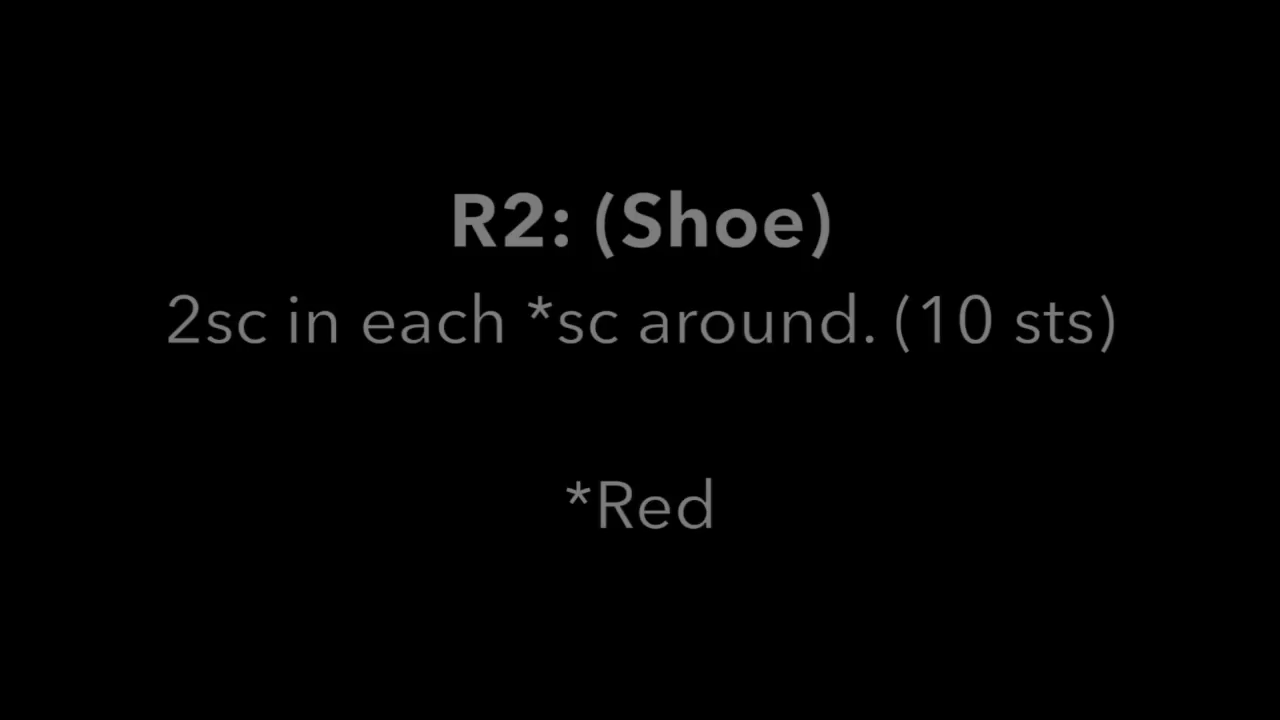 R2: (Shoe)
2sc in each *sc around. (10 sts)
*Red